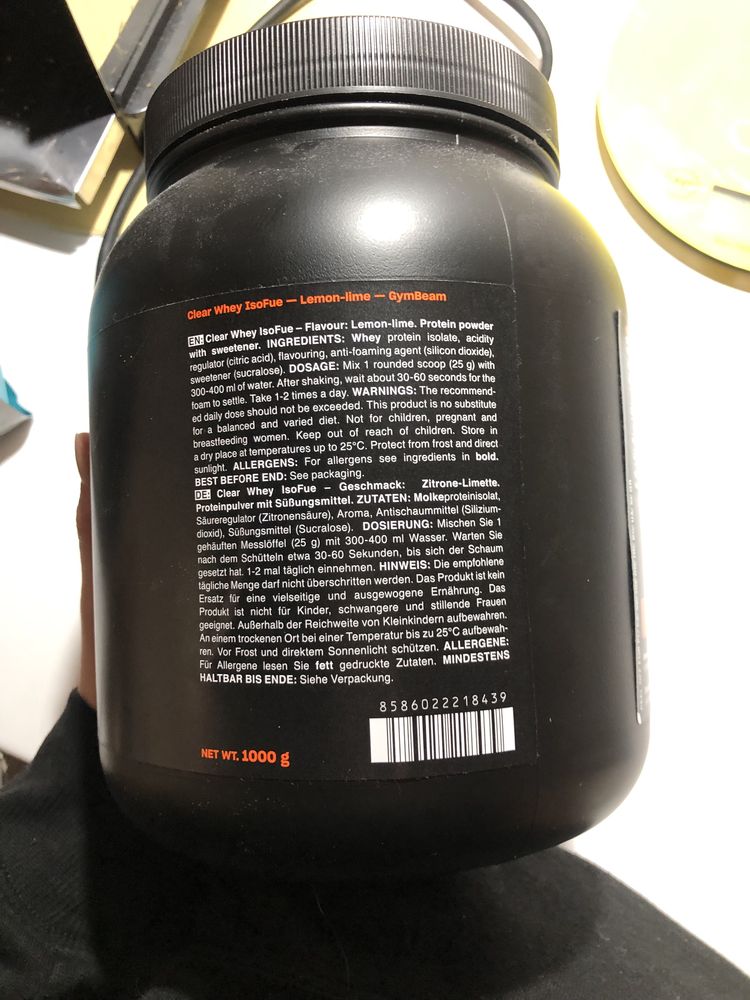 Clear Whey IsoFue — Lemon-lime — GymBeam
EN: Clear Whey IsoFue – Flavour: Lemon-lime. Protein powder
with sweetener. INGREDIENTS: Whey protein isolate, acidity
regulator (citric acid), flavouring, anti-foaming agent (silicon dioxide),
sweetener (sucralose). DOSAGE: Mix 1 rounded scoop (25 g) with
300-400 ml of water. After shaking, wait about 30-60 seconds for the
foam to settle. Take 1-2 times a day. WARNINGS: The recommend-
ed daily dose should not be exceeded. This product is no substitute
for a balanced and varied diet. Not for children, pregnant and
breastfeeding women. Keep out of reach of children. Store in
a dry place at temperatures up to 25°C. Protect from frost and direct
sunlight. ALLERGENS: For allergens see ingredients in bold.
BEST BEFORE END: See packaging.
DE: Clear Whey IsoFue – Geschmack: Zitrone-Limette.
Proteinpulver mit Süßungsmittel. ZUTATEN: Molkeproteinisolat,
Säureregulator (Zitronensäure), Aroma, Antischaummittel (Silizium-
dioxid), Süßungsmittel (Sucralose). DOSIERUNG: Mischen Sie 1
gehäuften Messlöffel (25 g) mit 300-400 ml Wasser. Warten Sie
nach dem Schütteln etwa 30-60 Sekunden, bis sich der Schaum
gesetzt hat. 1-2 mal täglich einnehmen. HINWEIS: Die empfohlene
tägliche Menge darf nicht überschritten werden. Das Produkt ist kein
Ersatz für eine vielseitige und ausgewogene Ernährung. Das
Produkt ist nicht für Kinder, schwangere und stillende Frauen
geeignet. Außerhalb der Reichweite von Kleinkindern aufbewahren.
An einem trockenen Ort bei einer Temperatur bis zu 25°C aufbewah-
ren. Vor Frost und direktem Sonnenlicht schützen. ALLERGENE:
Für Allergene lesen Sie fett gedruckte Zutaten. MINDESTENS
HALTBAR BIS ENDE: Siehe Verpackung.
8586022218439
NET WT. 1000 g